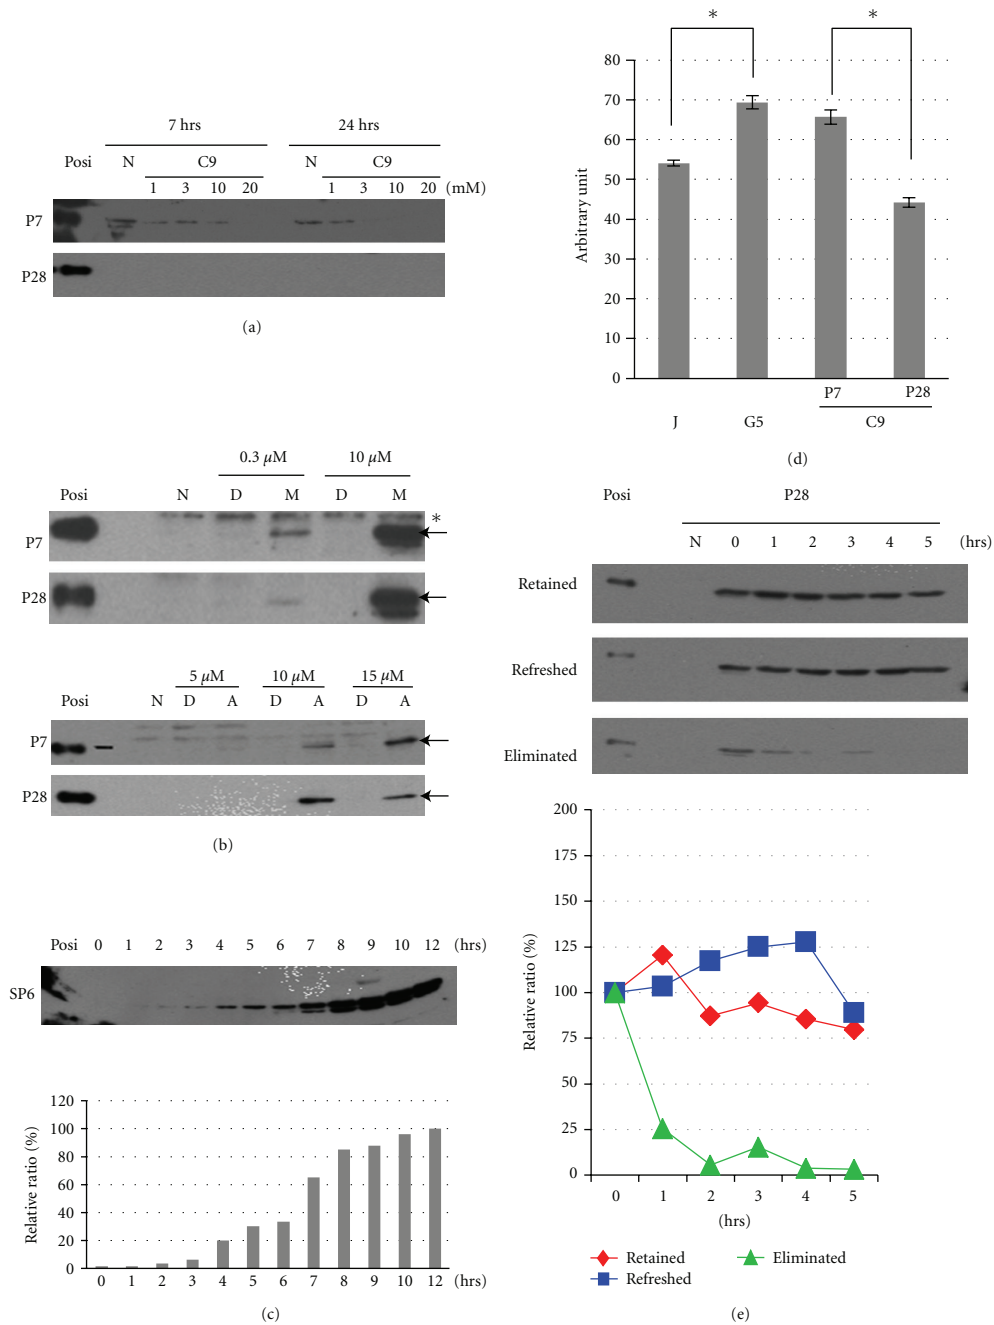 7 hrs 24 hrs
Posi N C9 N C9
1 3 10 20 1 3 10 20 (mM)
P7
P28
(a)
0.3 µM 10 µM
Posi N D M D M
*
P7
P28
5 µM 10 µM 15 µM
Posi N D A D A D A
P7
P28
(b)
Posi 0 1 2 3 4 5 6 7 8 9 10 12 (hrs)
SP6
Relative ratio (%)
120
100
80
60
40
20
0
0 1 2 3 4 5 6 7 8 9 10 12 (hrs)
(c)
* *
Arbitrary unit
80
70
60
50
40
30
20
10
0
P7 P28
J G5 C9
(d)
Posi P28
N 0 1 2 3 4 5 (hrs)
Retained
Refreshed
Eliminated
Relative ratio (%)
200
175
150
125
100
75
50
25
0
0 1 2 3 4 5
(hrs)
Retained Eliminated
Refreshed
(e)